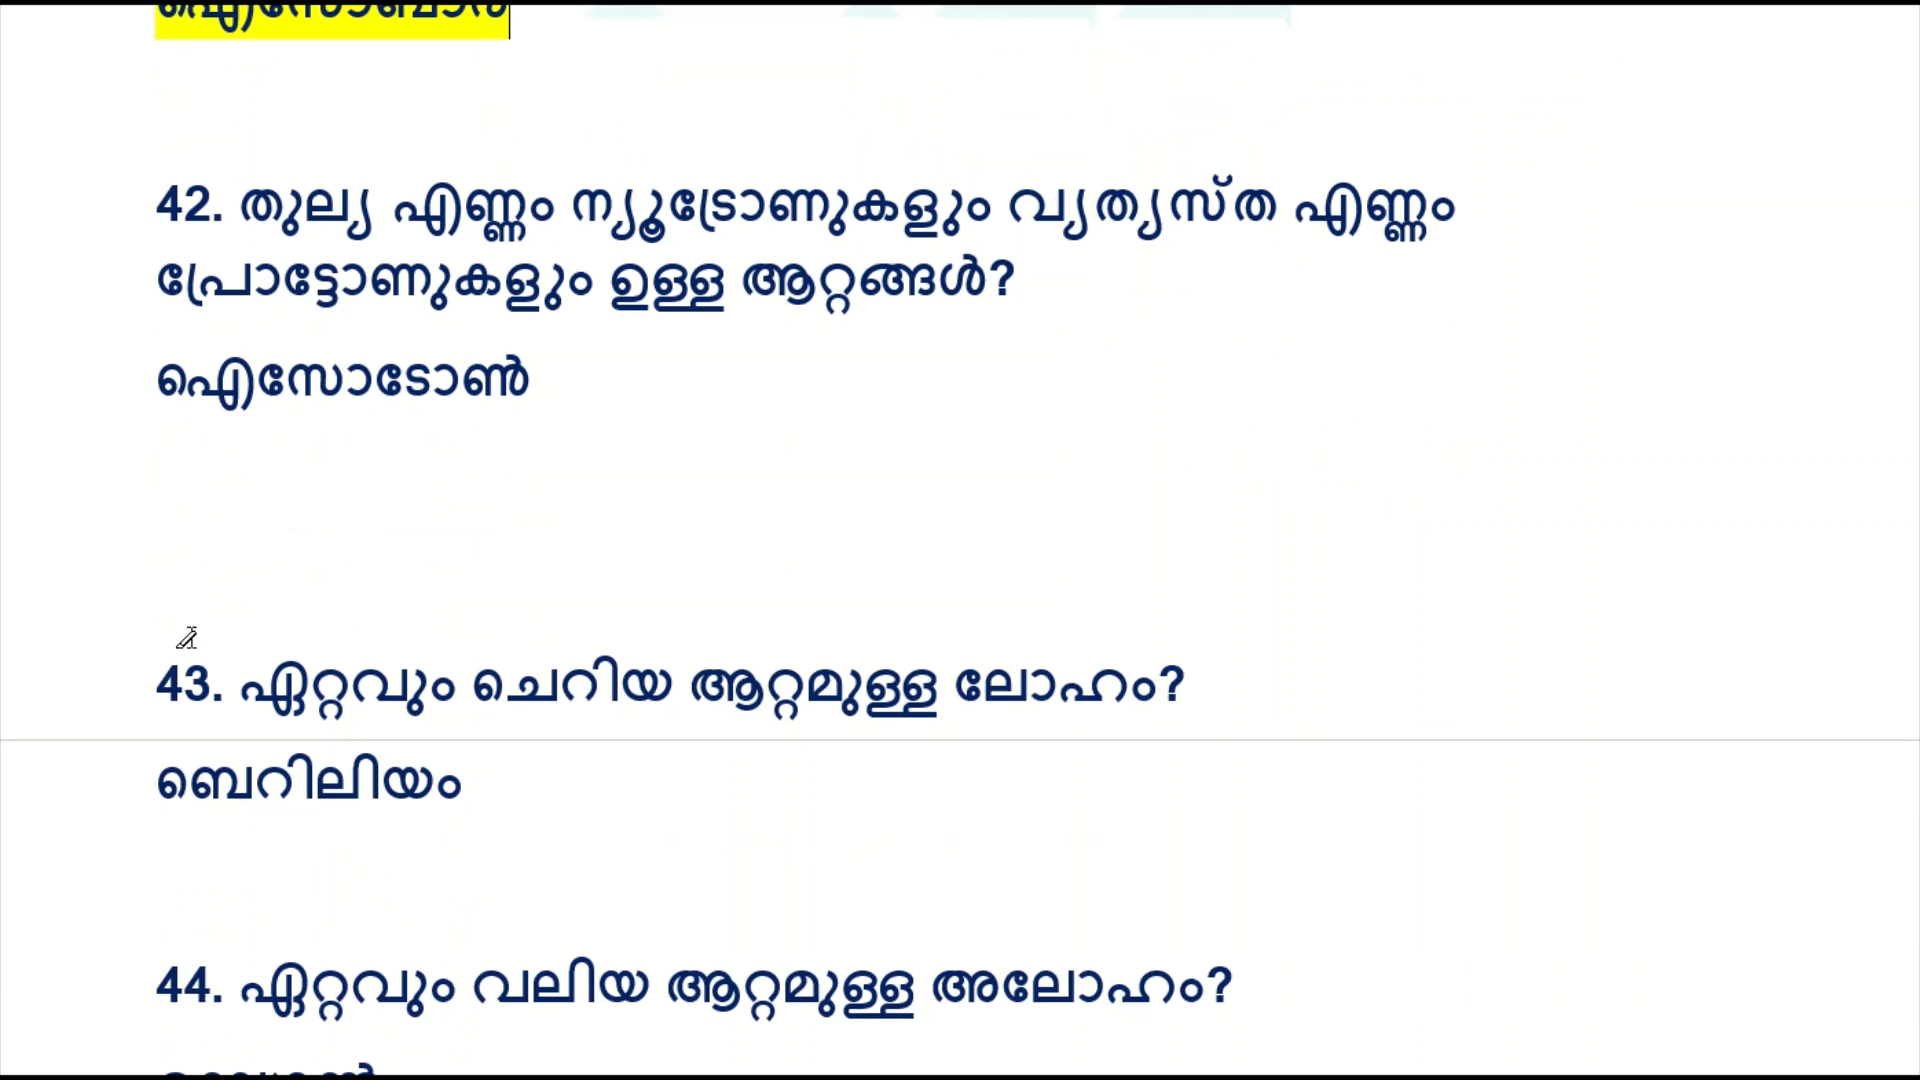 ഐസോബാർ
42. തുല്യ എണ്ണം ന്യൂട്രോണുകളും വ്യത്യസ്ത എണ്ണം
പ്രോട്ടോണുകളും ഉള്ള ആറ്റങ്ങൾ?
ഐസോടോൺ
43. ഏറ്റവും ചെറിയ ആറ്റമുള്ള ലോഹം?
ബെറിലിയം
44. ഏറ്റവും വലിയ ആറ്റമുള്ള അലോഹം?